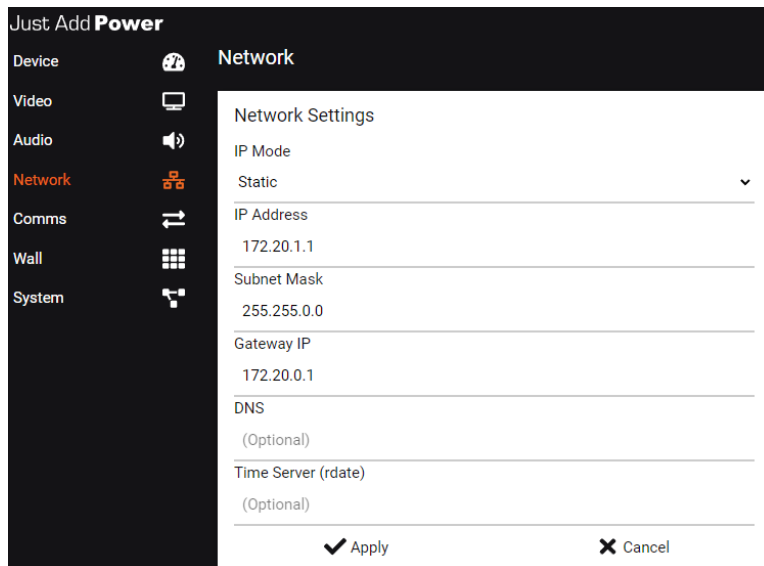 Just Add Power
Device
Video
Audio
Network
Comms
Wall
System
Network
Network Settings
IP Mode
Static
IP Address
172.20.1.1
Subnet Mask
255.255.0.0
Gateway IP
172.20.0.1
DNS
(Optional)
Time Server (rdate)
(Optional)
Apply
Cancel